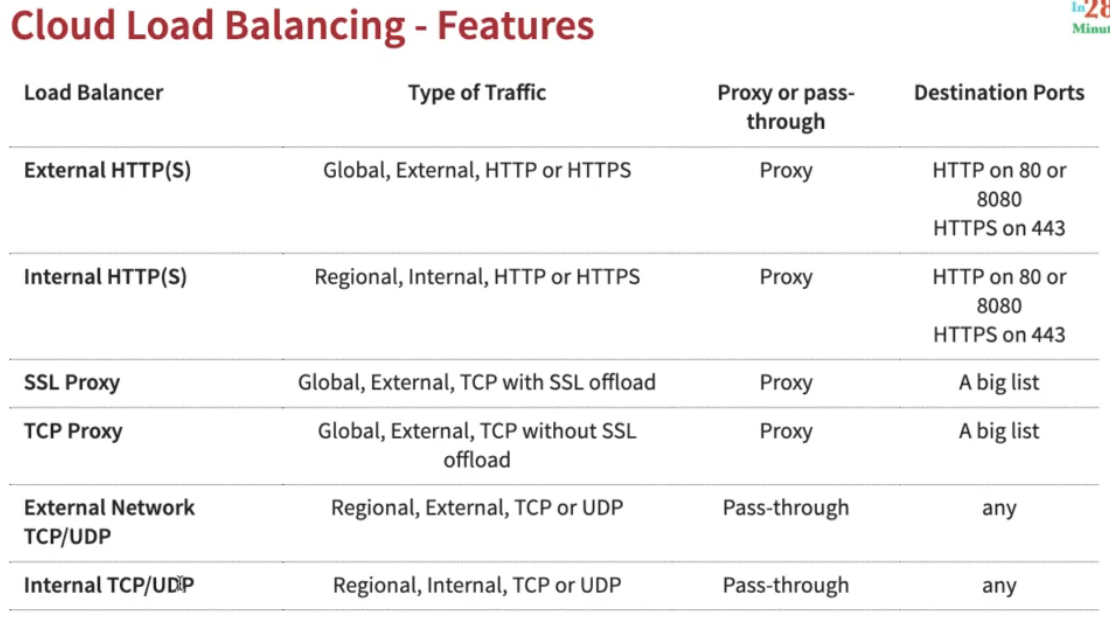 Cloud Load Balancing - Features
In28
Minut
Load Balancer Type of Traffic Proxy or pass-
through Destination Ports
External HTTP(S) Global, External, HTTP or HTTPS Proxy HTTP on 80 or
8080
HTTPS on 443
Internal HTTP(S) Regional, Internal, HTTP or HTTPS Proxy HTTP on 80 or
8080
HTTPS on 443
SSL Proxy Global, External, TCP with SSL offload Proxy A big list
TCP Proxy Global, External, TCP without SSL
offload Proxy A big list
External Network
TCP/UDP Regional, External, TCP or UDP Pass-through any
Internal TCP/UDP Regional, Internal, TCP or UDP Pass-through any